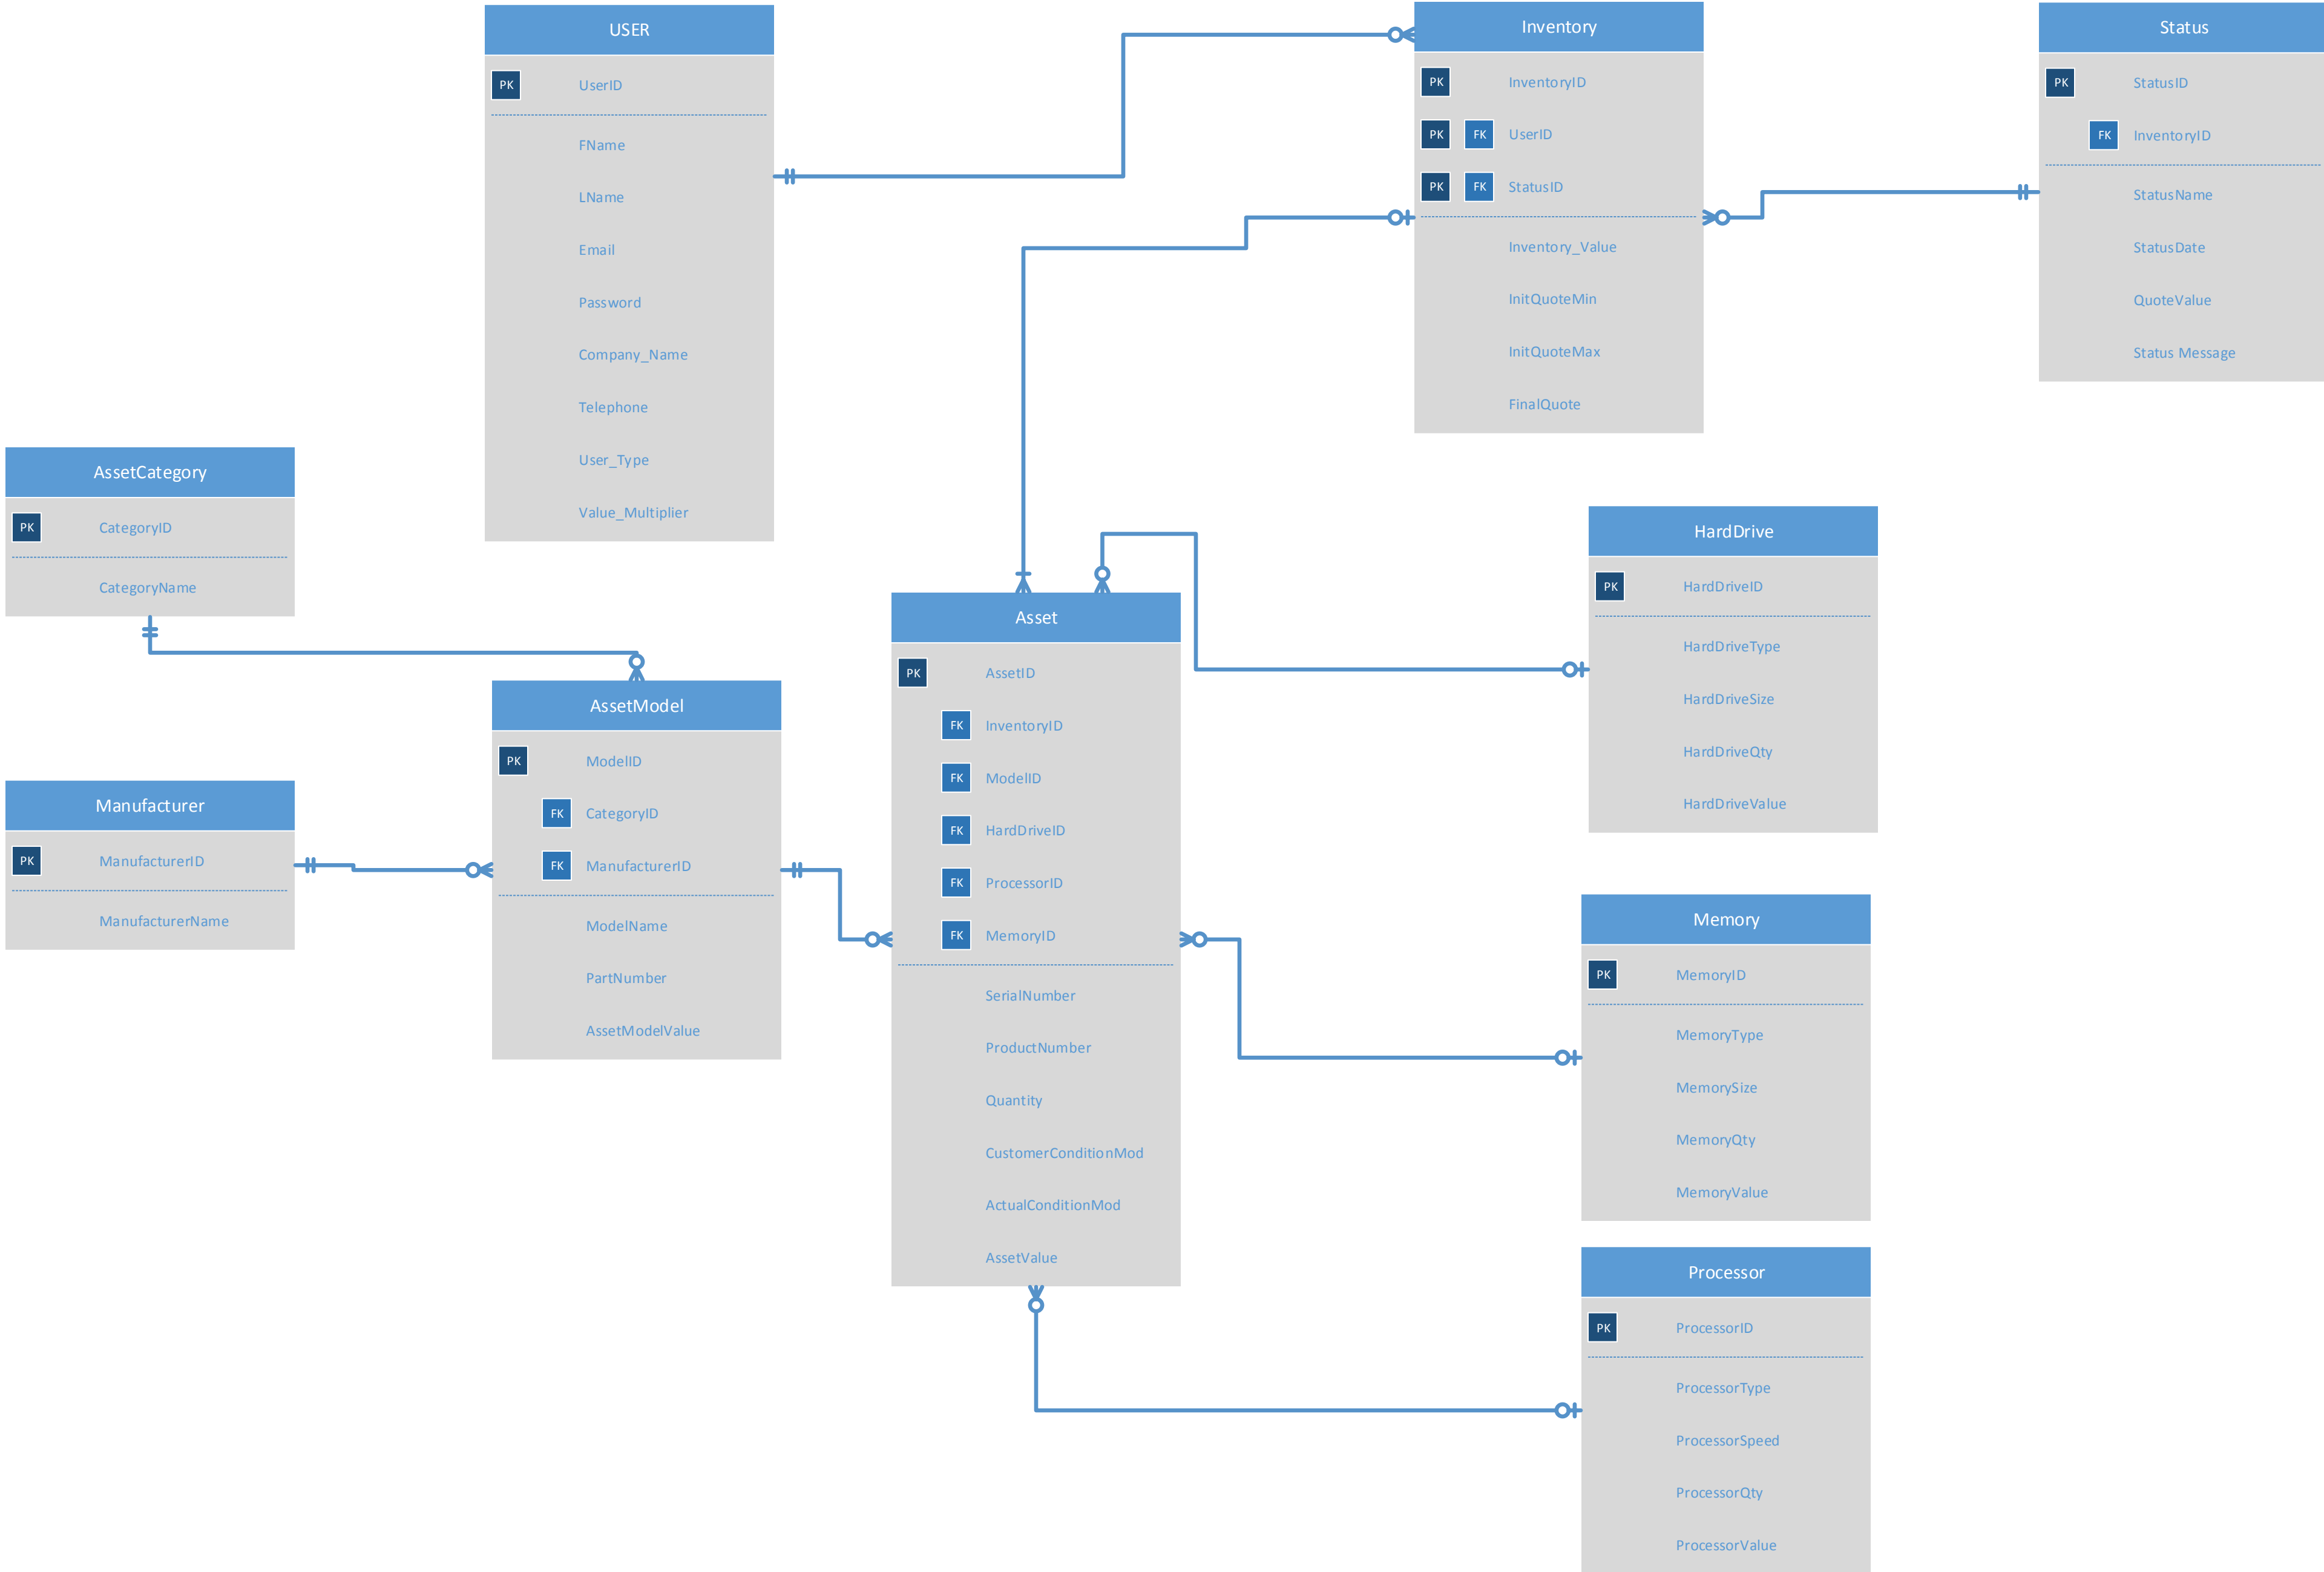 USER
PK UserID
FName
LName
Email
Password
Company_Name
Telephone
User_Type
Value_Multiplier
Inventory
PK InventoryID
PK FK UserID
PK FK StatusID
Inventory_Value
InitQuoteMin
InitQuoteMax
FinalQuote
Status
PK StatusID
FK InventoryID
StatusName
StatusDate
QuoteValue
Status Message
AssetCategory
PK CategoryID
CategoryName
HardDrive
PK HardDriveID
HardDriveType
HardDriveSize
HardDriveQty
HardDriveValue
Asset
PK AssetID
FK InventoryID
FK ModelID
FK HardDriveID
FK ProcessorID
FK MemoryID
SerialNumber
ProductNumber
Quantity
CustomerConditionMod
ActualConditionMod
AssetValue
AssetModel
PK ModelID
FK CategoryID
FK ManufacturerID
ModelName
PartNumber
AssetModelValue
Manufacturer
PK ManufacturerID
ManufacturerName
Memory
PK MemoryID
MemoryType
MemorySize
MemoryQty
MemoryValue
Processor
PK ProcessorID
ProcessorType
ProcessorSpeed
ProcessorQty
ProcessorValue